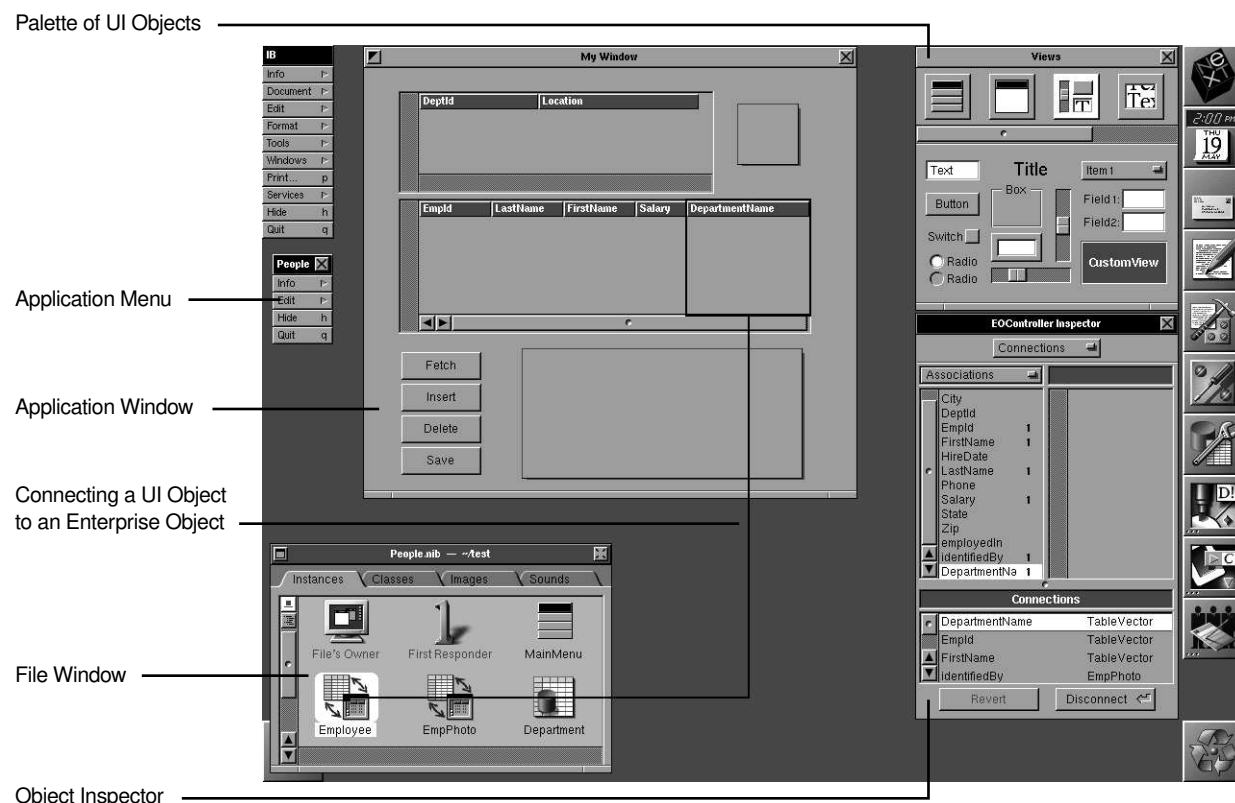 Palette of UI Objects
IB
Info
Document
Edit
Format
Tools
Windows
Print... p
Services
Hide h
Quit q
My Window
DeptId Location
EmpId LastName FirstName Salary DepartmentName
Fetch
Insert
Delete
Save
Views
Text
Title
Item1
Button
Box
Field1:
Field2:
Switch
Radio
Radio
CustomView
NeXT
2:00 PM
THU
19
MAY
People
Info
Edit
Hide h
Quit q
Application Menu
Application Window
Connecting a UI Object
to an Enterprise Object
EOController Inspector
Connections
Associations
City
DeptId
EmpId 1
FirstName 1
HireDate
LastName 1
Phone
Salary 1
State
Zip
employedIn
identifiedBy 1
DepartmentNa 1
Connections
DepartmentName TableVector
EmpId TableVector
FirstName TableVector
identifiedBy EmpPhoto
Revert
Disconnect
People.nib — ~/test
Instances Classes Images Sounds
File's Owner
First Responder
MainMenu
Employee
EmpPhoto
Department
File Window
Object Inspector